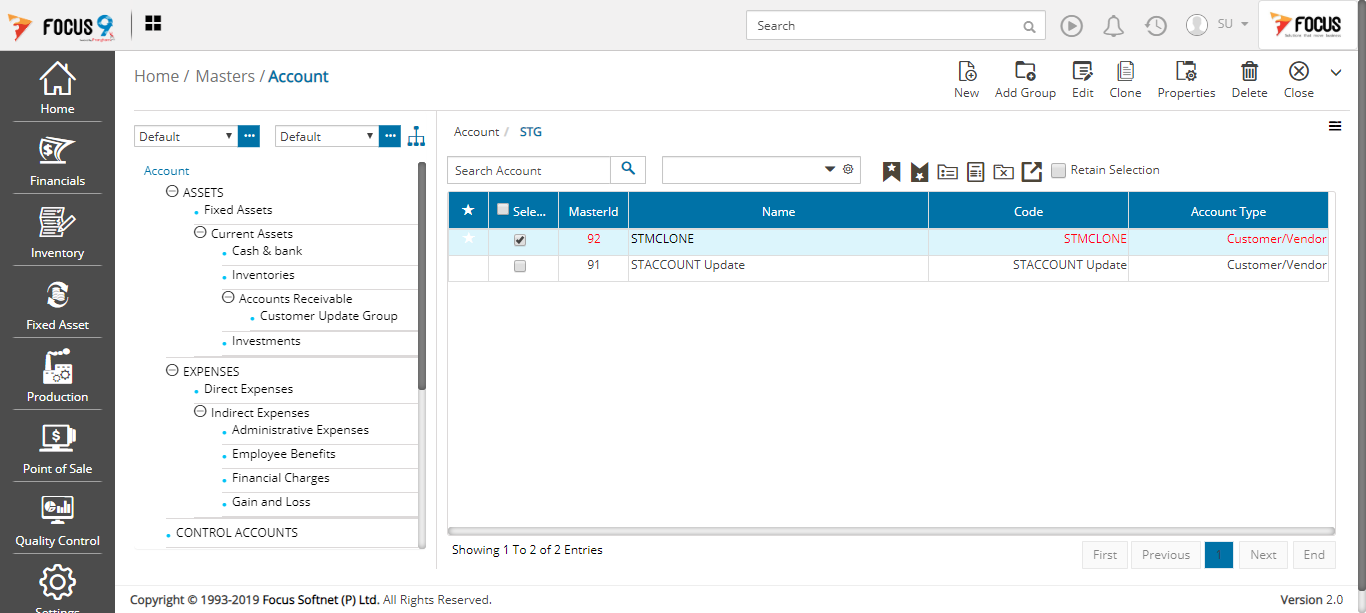 FOCUS 9
Search
SU
FOCUS
Home
Financials
Inventory
Fixed Asset
Production
Point of Sale
Quality Control
Settings
Home / Masters / Account
New
Add Group
Edit
Clone
Properties
Delete
Close
Default
Default
Account
ASSETS
Fixed Assets
Current Assets
Cash & bank
Inventories
Accounts Receivable
Customer Update Group
Investments
EXPENSES
Direct Expenses
Indirect Expenses
Administrative Expenses
Employee Benefits
Financial Charges
Gain and Loss
CONTROL ACCOUNTS
Account / STG
Search Account
Retain Selection
Sele... MasterId Name Code Account Type
92 STMCLONE STMCLONE Customer/Vendor
91 STACCOUNT Update STACCOUNT Update Customer/Vendor
Showing 1 To 2 of 2 Entries
First Previous 1 Next End
Copyright © 1993-2019 Focus Softnet (P) Ltd. All Rights Reserved.
Version 2.0